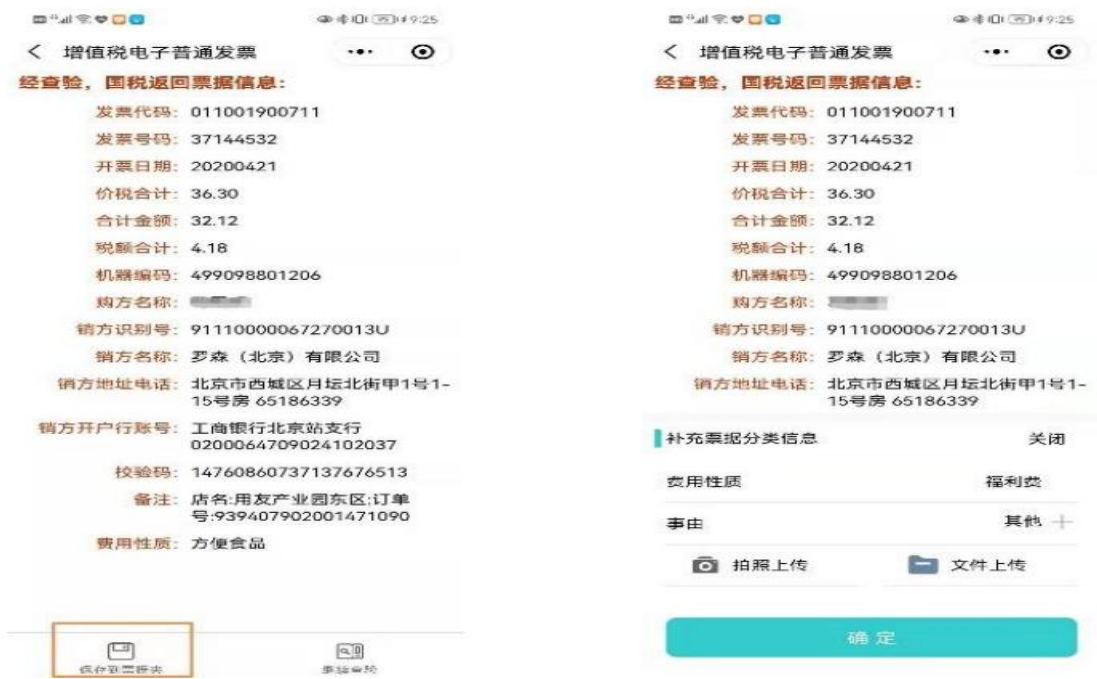 9:25
增值税电子普通发票
经查验，国税返回票据信息：
发票代码：011001900711
发票号码：37144532
开票日期：20200421
价税合计：36.30
合计金额：32.12
税额合计：4.18
机器编码：499098801206
购方名称：
销方识别号：91110000067270013U
销方名称：罗森（北京）有限公司
销方地址电话：北京市西城区月坛北街甲1号1-
15号房 65186339
销方开户行账号：工商银行北京站支行
0200064709024102037
校验码：14760860737137676513
备注：店名:用友产业园东区;订单
号:939407902001471090
费用性质：方便食品
保存到票据夹
9:25
增值税电子普通发票
经查验，国税返回票据信息：
发票代码：011001900711
发票号码：37144532
开票日期：20200421
价税合计：36.30
合计金额：32.12
税额合计：4.18
机器编码：499098801206
购方名称：
销方识别号：91110000067270013U
销方名称：罗森（北京）有限公司
销方地址电话：北京市西城区月坛北街甲1号1-
15号房 65186339
补充票据分类信息 关闭
费用性质 福利费
事由 其他
拍照上传 文件上传
确定